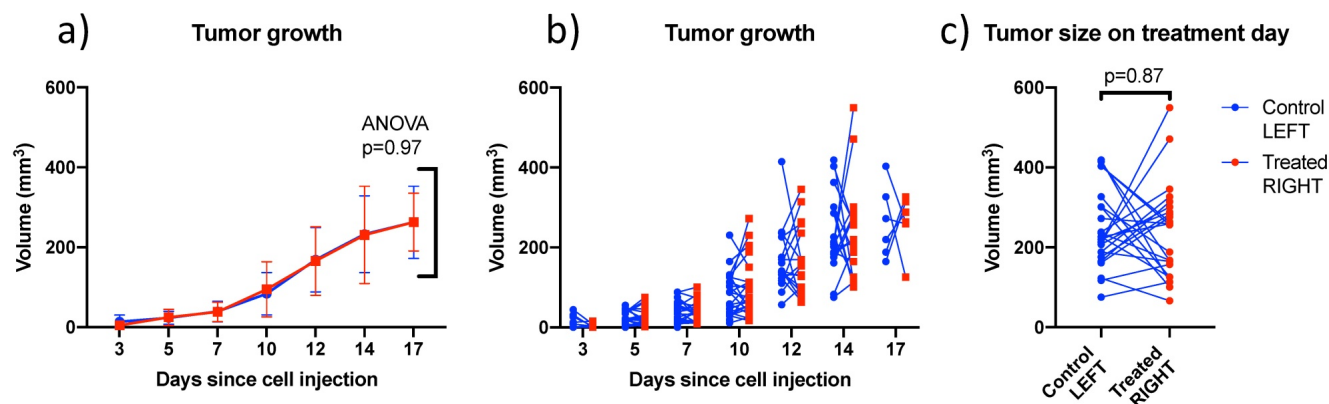 a)
Tumor growth
Volume (mm³)
600
400
200
0
ANOVA
p=0.97
3 5 7 10 12 14 17
Days since cell injection
b)
Tumor growth
Volume (mm³)
600
400
200
0
3 5 7 10 12 14 17
Days since cell injection
c)
Tumor size on treatment day
p=0.87
Volume (mm³)
600
400
200
0
Control
LEFT
Treated
RIGHT
Control
LEFT
Treated
RIGHT